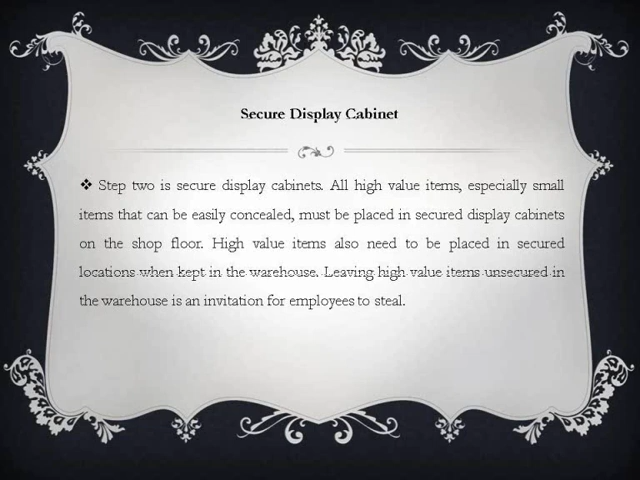 Secure Display Cabinet
❖ Step two is secure display cabinets. All high value items, especially small
items that can be easily concealed, must be placed in secured display cabinets
on the shop floor. High value items also need to be placed in secured
locations when kept in the warehouse. Leaving high value items unsecured in
the warehouse is an invitation for employees to steal.